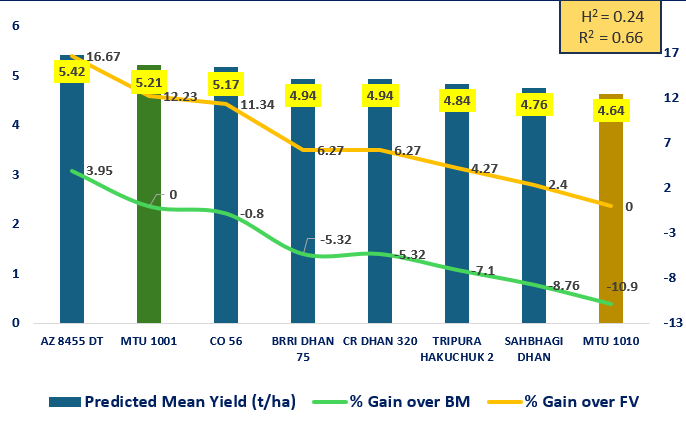 H² = 0.24
R² = 0.66
6
5
4
3
2
1
0
17
12
7
2
-3
-8
-13
5.42
5.21
5.17
4.94
4.94
4.84
4.76
4.64
16.67
12.23
11.34
6.27
6.27
4.27
2.4
0
3.95
0
-0.8
-5.32
-5.32
-7.1
-8.76
-10.9
AZ 8455 DT
MTU 1001
CO 56
BRRI DHAN
75
CR DHAN 320
TRIPURA
HAKUCHUK 2
SAHBHAGI
DHAN
MTU 1010
Predicted Mean Yield (t/ha)
% Gain over BM
% Gain over FV